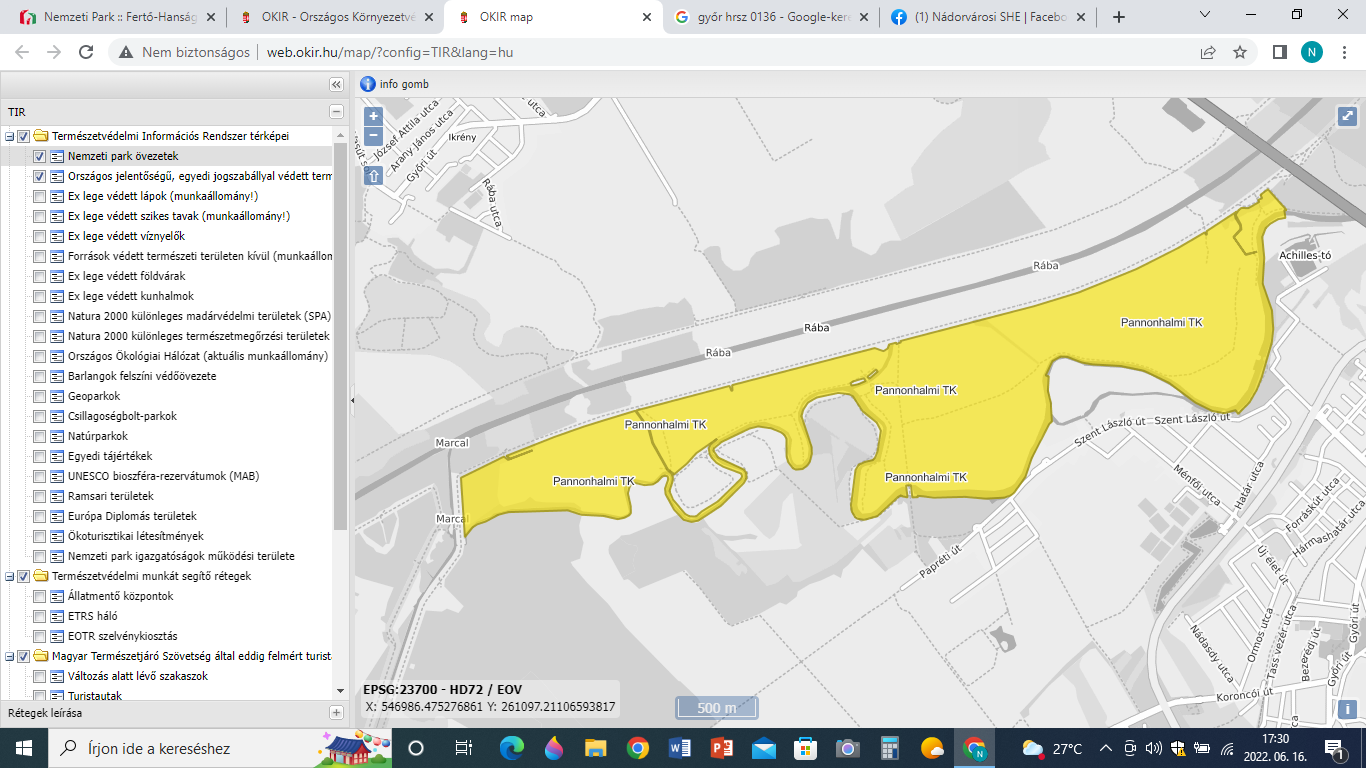 Nemzeti Park :: Fertő-Hanság
OKIR - Országos Környezetvé
OKIR map
győr hrsz 0136 - Google-kere
(1) Nádorvárosi SHE | Facebo
Nem biztonságos
web.okir.hu/map/?config=TIR&lang=hu
N
info gomb
TIR
Természetvédelmi Információs Rendszer térképei
Nemzeti park övezetek
Országos jelentőségű, egyedi jogszabállyal védett term
Ex lege védett lápok (munkaállomány!)
Ex lege védett szikes tavak (munkaállomány!)
Ex lege védett víznyelők
Források védett természeti területen kívül (munkaállom
Ex lege védett földvárak
Ex lege védett kunhalmok
Natura 2000 különleges madárvédelmi területek (SPA)
Natura 2000 különleges természetmegőrzési területek
Országos Ökológiai Hálózat (aktuális munkaállomány)
Barlangok felszíni védőövezete
Geoparkok
Csillagoségbolt-parkok
Natúrparkok
Egyedi tájértékek
UNESCO bioszféra-rezervátumok (MAB)
Ramsari területek
Európa Diplomás területek
Ökoturisztikai létesítmények
Nemzeti park igazgatóságok működési területe
Természetvédelmi munkát segítő rétegek
Állatmentő központok
ETRS háló
EOTR szelvénykiosztás
Magyar Természetjáró Szövetség által eddig felmért turist
Változás alatt lévő szakaszok
Turistautak
Rétegek leírása
József Attila utca
Arany János utca
Győri út
Ikrény
Rába utca
Rába
Rába
Rába
Achilles-tó
Pannonhalmi TK
Pannonhalmi TK
Pannonhalmi TK
Pannonhalmi TK
Pannonhalmi TK
Marcal
Marcal
Szent László út
Szent László út
Ménfői utca
Határ utca
Forráskút utca
Hármashatár utca
Új élet út
Papréti út
Nádasdy utca
Ormos utca
Tass vezér utca
Bezerédj utca
Győri út
Győri út
Koroncói út
EPSG:23700 - HD72 / EOV
X: 546986.475276861 Y: 261097.21106593817
500 m
Írjon ide a kereséshez
27°C
17:30
2022. 06. 16.
1